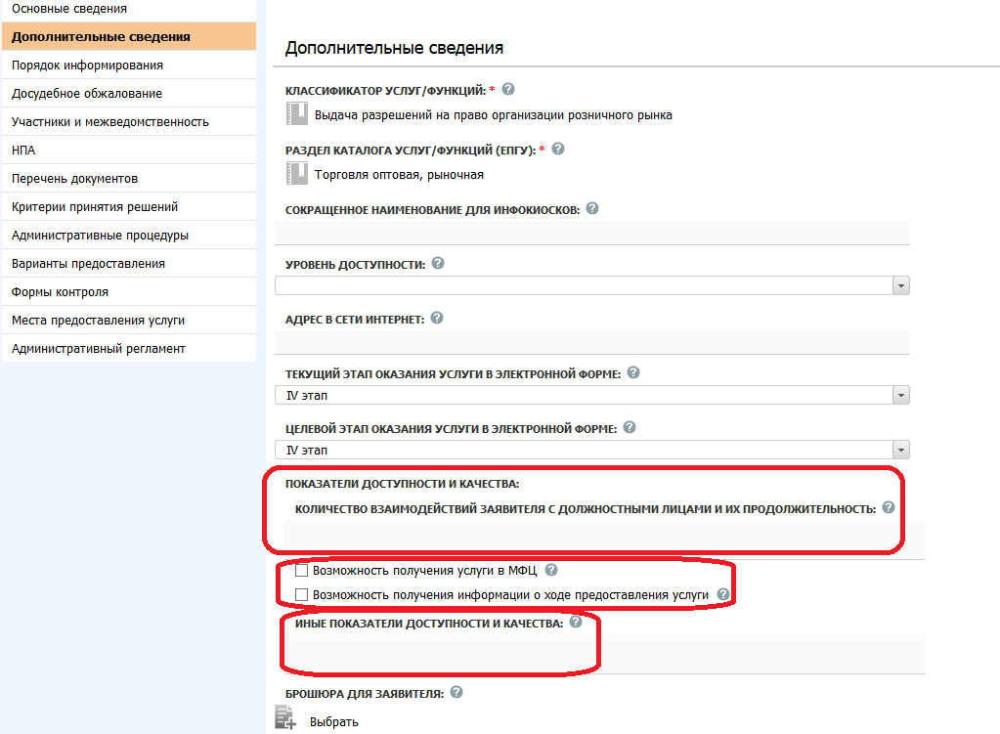 Основные сведения
Дополнительные сведения
Порядок информирования
Досудебное обжалование
Участники и межведомственность
НПА
Перечень документов
Критерии принятия решений
Административные процедуры
Варианты предоставления
Формы контроля
Места предоставления услуги
Административный регламент
Дополнительные сведения
КЛАССИФИКАТОР УСЛУГ/ФУНКЦИЙ: * ?
Выдача разрешений на право организации розничного рынка
РАЗДЕЛ КАТАЛОГА УСЛУГ/ФУНКЦИЙ (ЕПГУ): * ?
Торговля оптовая, рыночная
СОКРАЩЕННОЕ НАИМЕНОВАНИЕ ДЛЯ ИНФОКИОСКОВ: ?
УРОВЕНЬ ДОСТУПНОСТИ: ?
АДРЕС В СЕТИ ИНТЕРНЕТ: ?
ТЕКУЩИЙ ЭТАП ОКАЗАНИЯ УСЛУГИ В ЭЛЕКТРОННОЙ ФОРМЕ: ?
IV этап
ЦЕЛЕВОЙ ЭТАП ОКАЗАНИЯ УСЛУГИ В ЭЛЕКТРОННОЙ ФОРМЕ: ?
IV этап
ПОКАЗАТЕЛИ ДОСТУПНОСТИ И КАЧЕСТВА:
КОЛИЧЕСТВО ВЗАИМОДЕЙСТВИЙ ЗАЯВИТЕЛЯ С ДОЛЖНОСТНЫМИ ЛИЦАМИ И ИХ ПРОДОЛЖИТЕЛЬНОСТЬ: ?
Возможность получения услуги в МФЦ ?
Возможность получения информации о ходе предоставления услуги ?
ИНЫЕ ПОКАЗАТЕЛИ ДОСТУПНОСТИ И КАЧЕСТВА: ?
БРОШЮРА ДЛЯ ЗАЯВИТЕЛЯ: ?
Выбрать